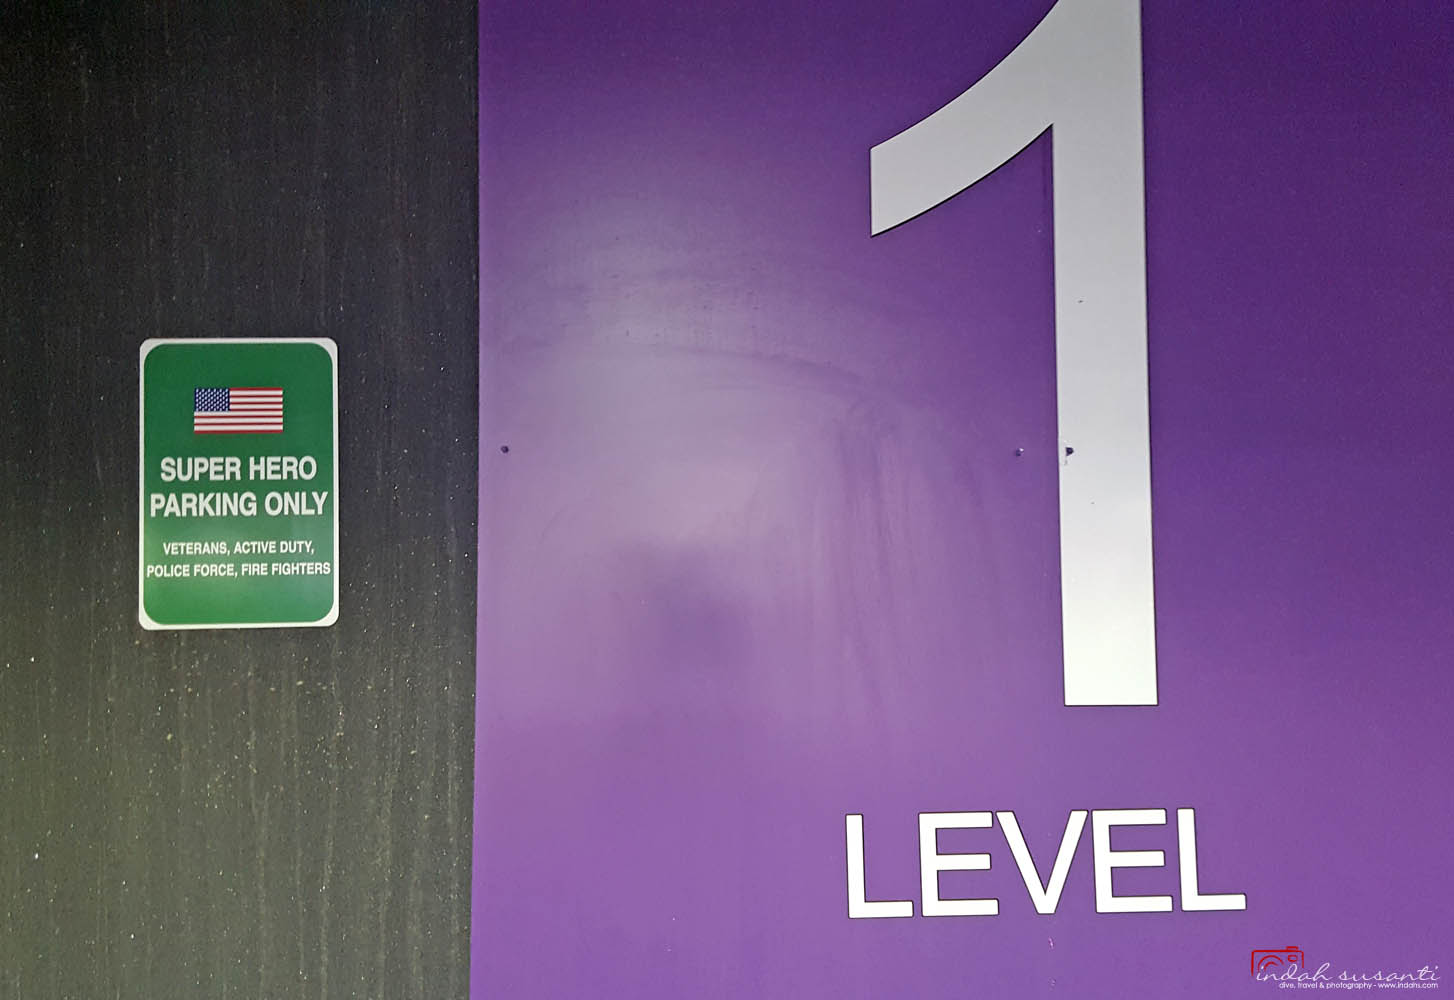 SUPER HERO
PARKING ONLY
VETERANS, ACTIVE DUTY,
POLICE FORCE, FIRE FIGHTERS
1
LEVEL
indah susanti
dive, travel & photography - www.indahs.com